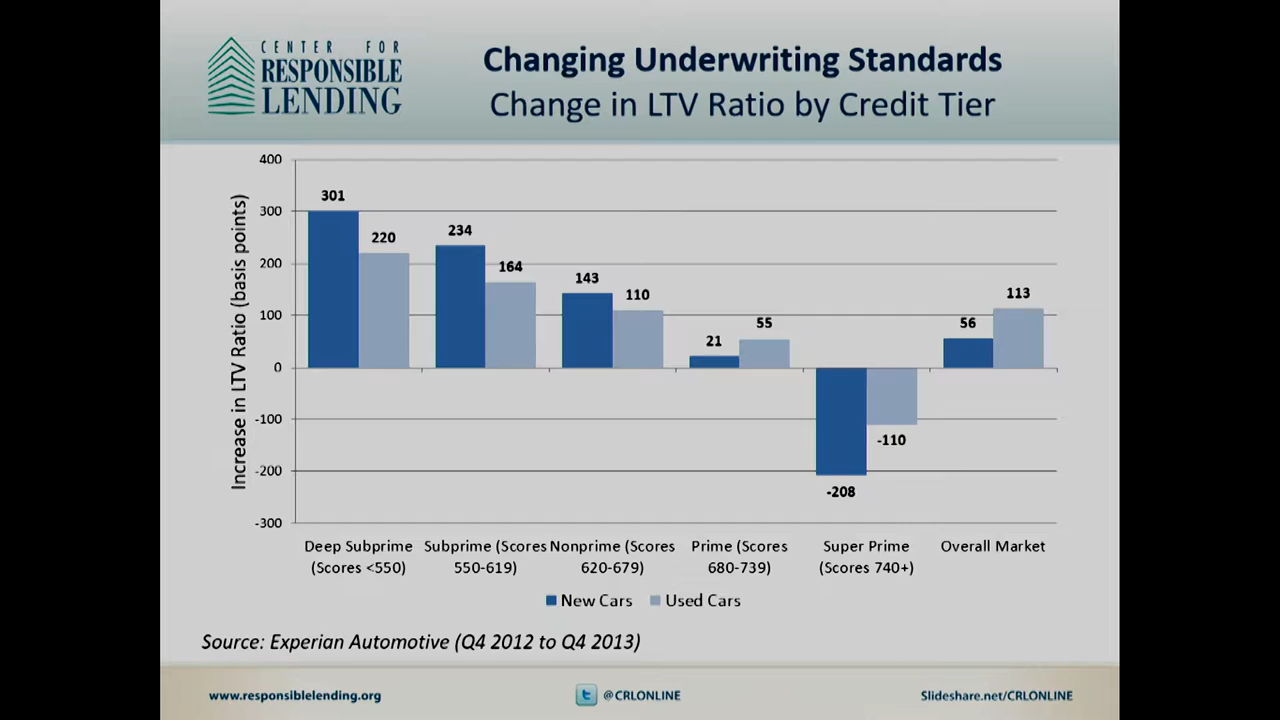 CENTER FOR
RESPONSIBLE
LENDING
Changing Underwriting Standards
Change in LTV Ratio by Credit Tier
Increase in LTV Ratio (basis points)
400
300
200
100
0
-100
-200
-300
301
220
234
164
143
110
21
55
-208
-110
56
113
Deep Subprime
(Scores <550)
Subprime (Scores
550-619)
Nonprime (Scores
620-679)
Prime (Scores
680-739)
Super Prime
(Scores 740+)
Overall Market
New Cars
Used Cars
Source: Experian Automotive (Q4 2012 to Q4 2013)
www.responsiblelending.org
@CRLONLINE
Slideshare.net/CRLONLINE